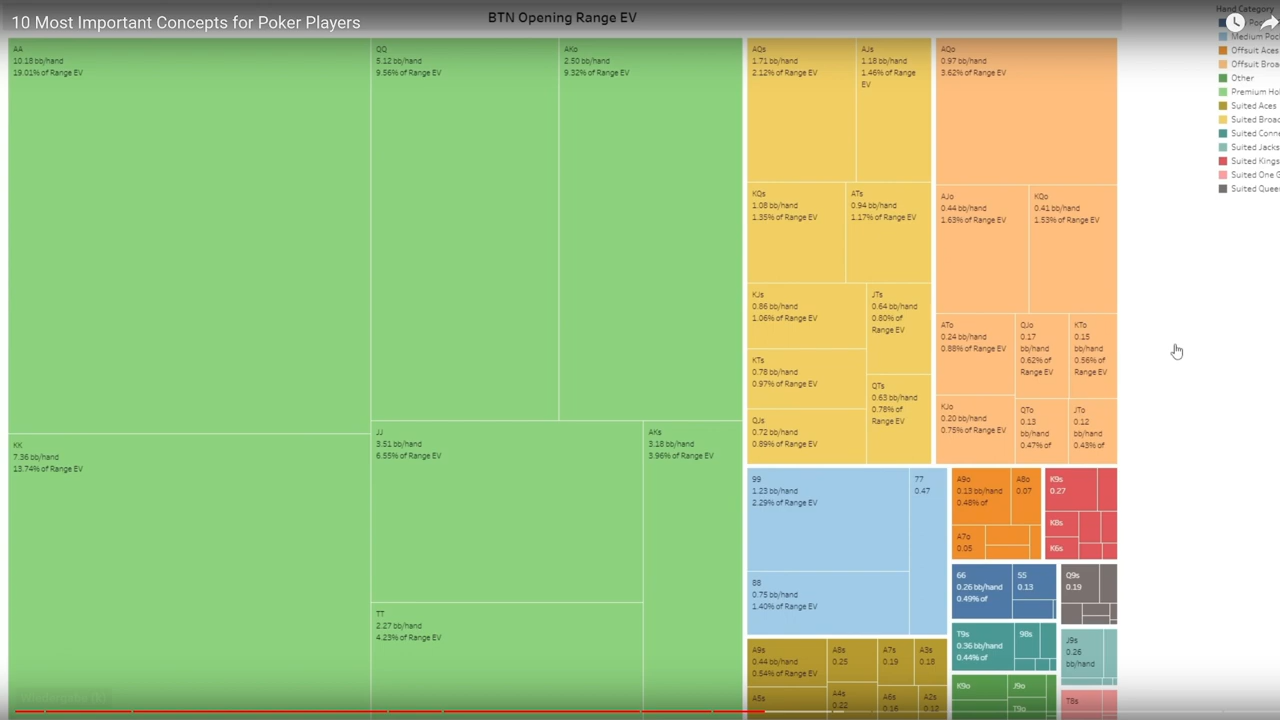 10 Most Important Concepts for Poker Players
BTN Opening Range EV
Hand Category
Medium Poc
Offsuit Aces
Offsuit Broa
Other
Premium Hol
Suited Aces
Suited Broad
Suited Conne
Suited Jacks
Suited Kings
Suited One G
Suited Queen
AA
10.18 bb/hand
19.01% of Range EV
KK
7.36 bb/hand
13.74% of Range EV
QQ
5.12 bb/hand
9.56% of Range EV
AKo
2.50 bb/hand
9.32% of Range EV
JJ
3.51 bb/hand
6.55% of Range EV
TT
2.27 bb/hand
4.23% of Range EV
AKs
3.18 bb/hand
3.96% of Range EV
AQs
1.71 bb/hand
2.12% of Range EV
AJs
1.18 bb/hand
1.46% of Range
EV
KQs
1.08 bb/hand
1.35% of Range EV
ATs
0.94 bb/hand
1.17% of Range EV
KJs
0.86 bb/hand
1.06% of Range EV
KTs
0.78 bb/hand
0.97% of Range EV
QJs
0.72 bb/hand
0.89% of Range EV
JTs
0.64 bb/hand
0.80% of
Range EV
QTs
0.63 bb/hand
0.78% of
Range EV
AQo
0.97 bb/hand
3.62% of Range EV
AJo
0.44 bb/hand
1.63% of Range EV
KQo
0.41 bb/hand
1.53% of Range EV
ATo
0.24 bb/hand
0.88% of Range EV
KJo
0.20 bb/hand
0.75% of Range EV
QJo
0.17
bb/hand
0.62% of
Range EV
KTo
0.15
bb/hand
0.56% of
Range EV
QTo
0.13
bb/hand
0.47% of
JTo
0.12
bb/hand
0.43% of
99
1.23 bb/hand
2.29% of Range EV
88
0.75 bb/hand
1.40% of Range EV
77
0.47
A9o
0.13 bb/hand
0.48% of
A8o
0.07
A7o
0.05
K9s
0.27
K8s
K6s
66
0.26 bb/hand
0.49% of
55
0.13
Q9s
0.19
T9s
0.36 bb/hand
0.44% of
98s
J9s
0.26
bb/hand
K9o
J9o
T9o
T8s
A9s
0.44 bb/hand
0.54% of Range EV
A8s
0.25
A7s
0.19
A3s
0.18
A5s
A4s
0.22
A6s
0.16
A2s
0.13